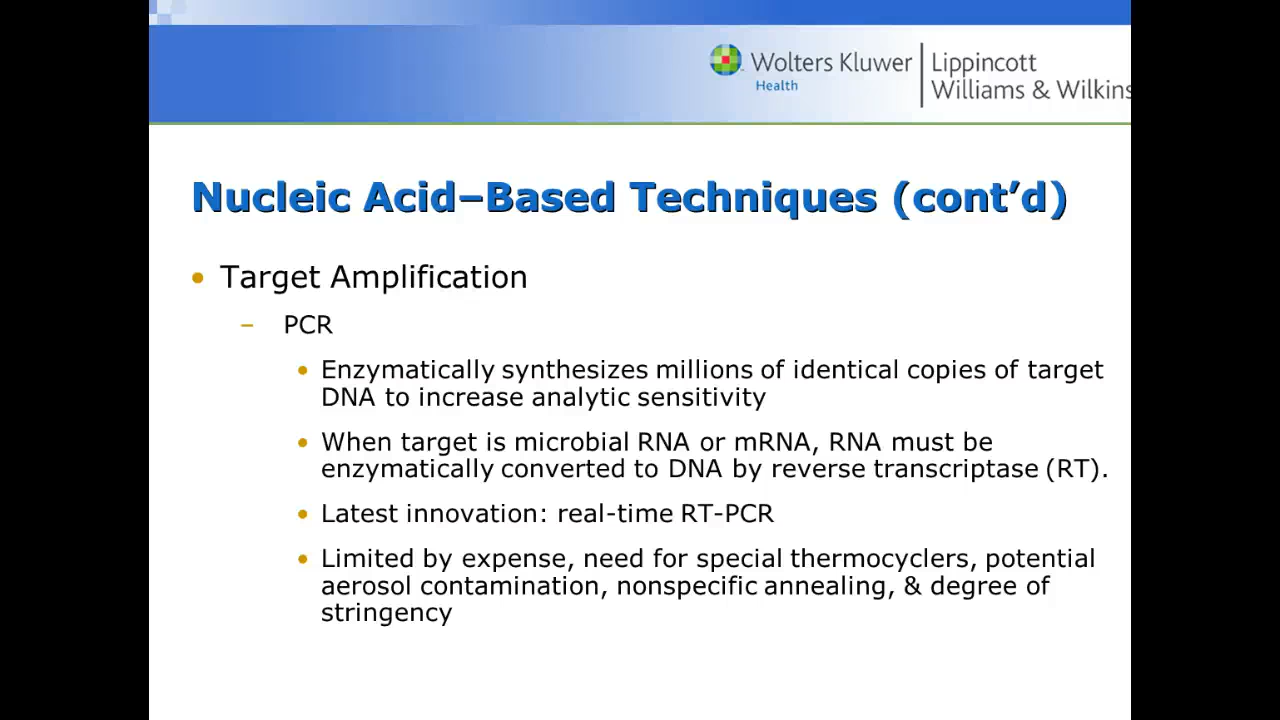 Wolters Kluwer
Health
Lippincott
Williams & Wilkins
Nucleic Acid–Based Techniques (cont’d)
• Target Amplification
– PCR
• Enzymatically synthesizes millions of identical copies of target
DNA to increase analytic sensitivity
• When target is microbial RNA or mRNA, RNA must be
enzymatically converted to DNA by reverse transcriptase (RT).
• Latest innovation: real-time RT-PCR
• Limited by expense, need for special thermocyclers, potential
aerosol contamination, nonspecific annealing, & degree of
stringency